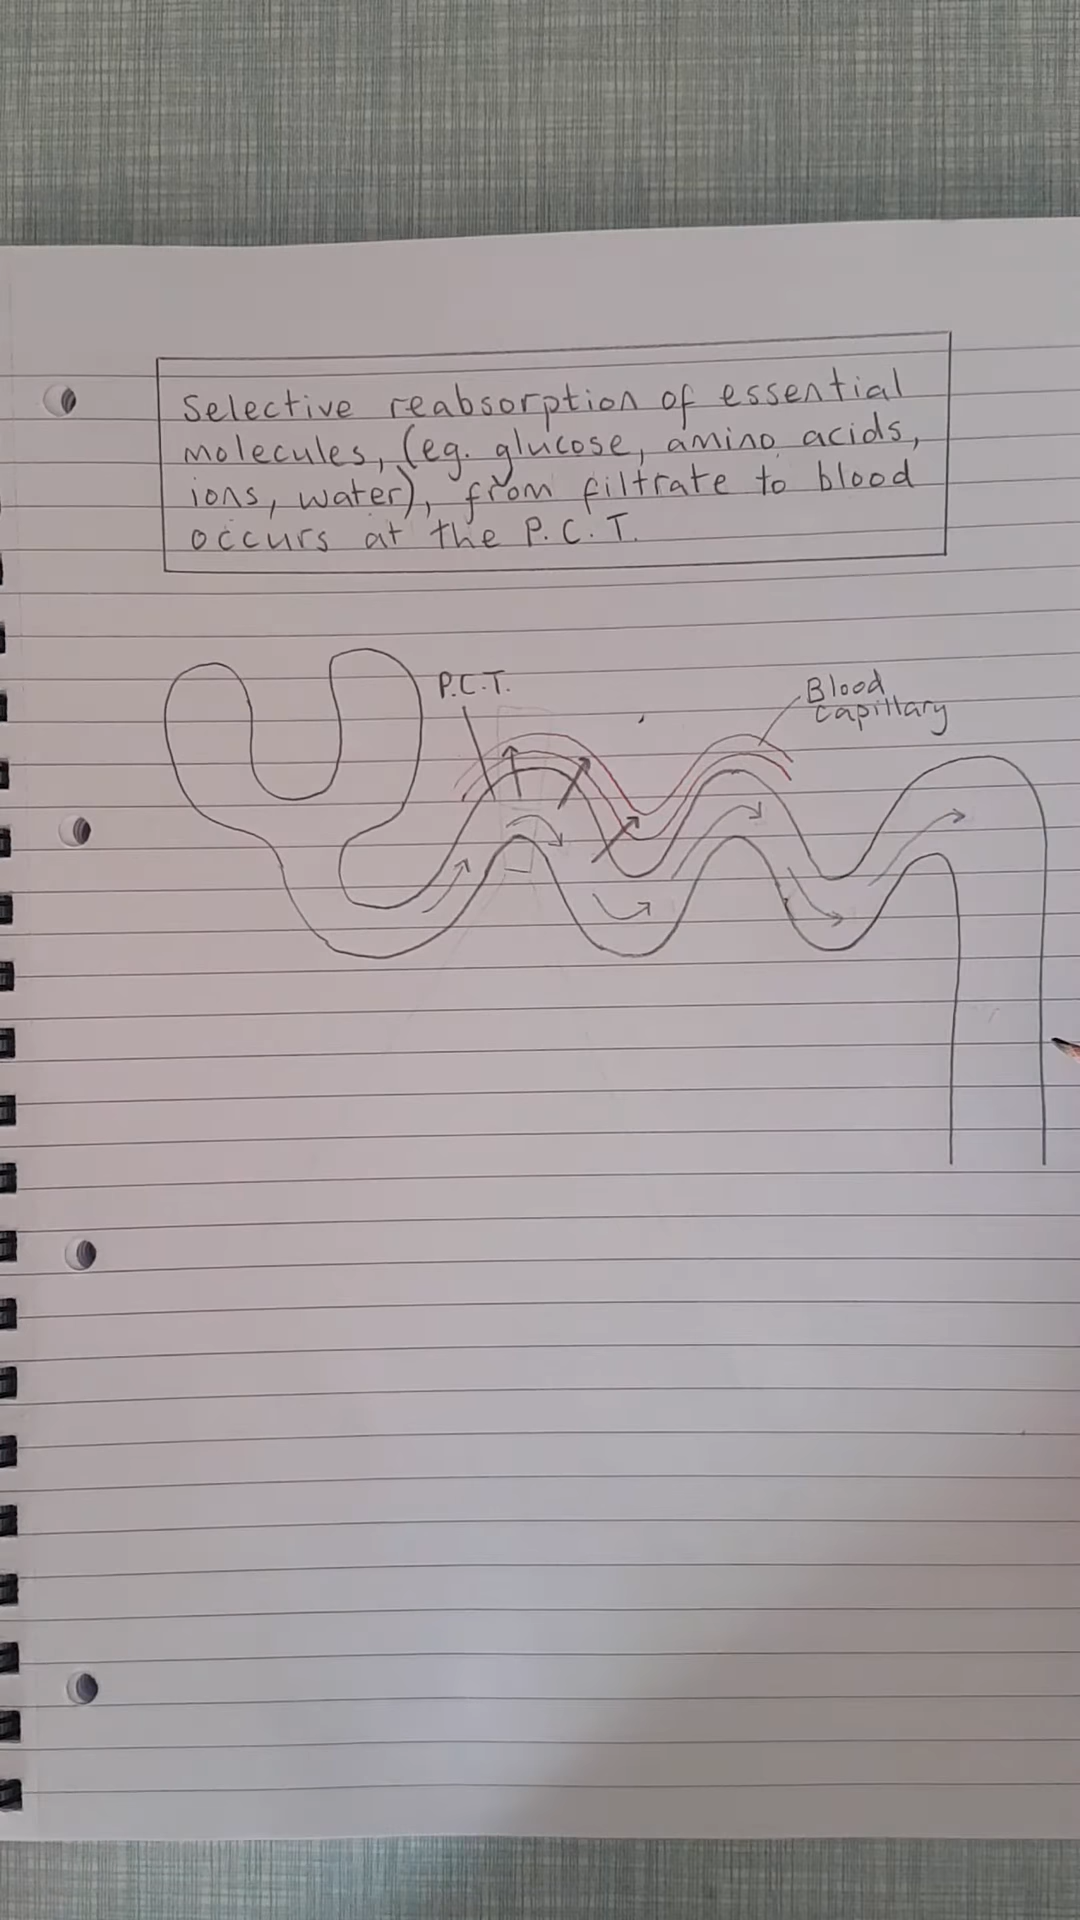 Selective reabsorption of essential
molecules, (eg. glucose, amino acids,
ions, water), from filtrate to blood
occurs at the P.C.T.
P.C.T.
Blood
capillary